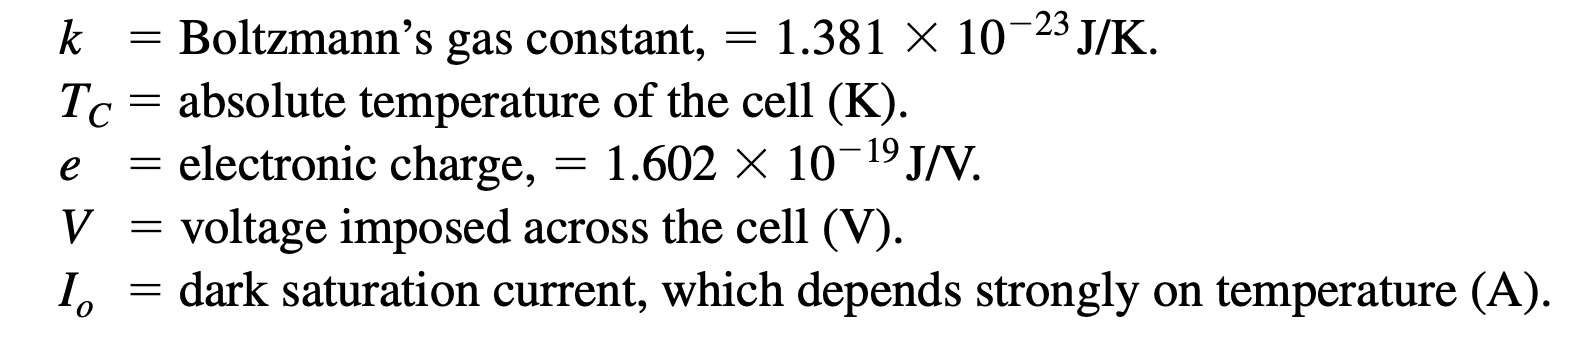 k = Boltzmann’s gas constant, = 1.381 × 10⁻²³ J/K.
T_C = absolute temperature of the cell (K).
e = electronic charge, = 1.602 × 10⁻¹⁹ J/V.
V = voltage imposed across the cell (V).
I_o = dark saturation current, which depends strongly on temperature (A).